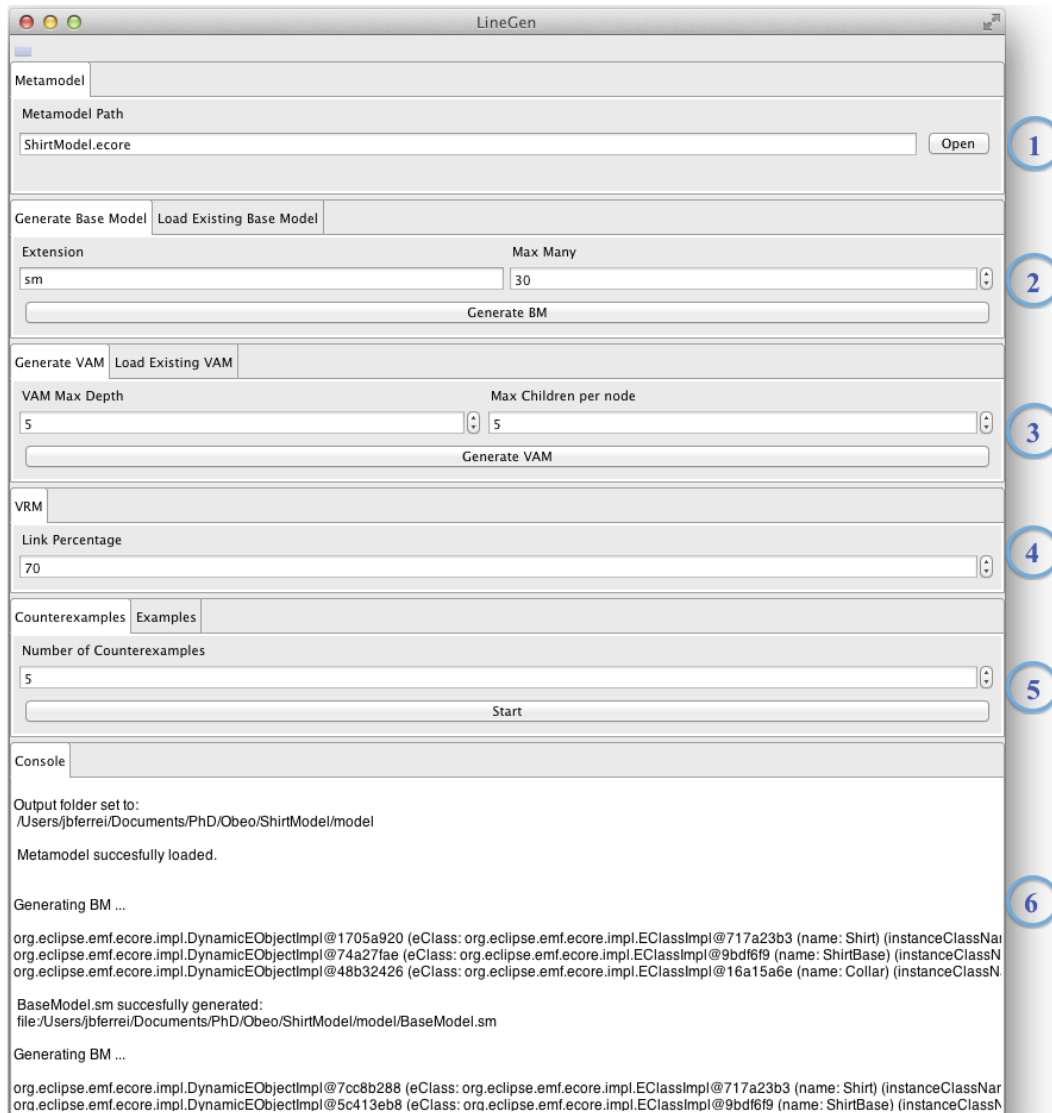 LineGen
Metamodel
Metamodel Path
ShirtModel.ecore
Open
1
Generate Base Model Load Existing Base Model
Extension Max Many
sm 30
2
Generate BM
Generate VAM Load Existing VAM
VAM Max Depth Max Children per node
5 5
3
Generate VAM
VRM
Link Percentage
4
70
Counterexamples Examples
Number of Counterexamples
5
5
Start
Console
Output folder set to:
/Users/jbferrei/Documents/PhD/Obeo/ShirtModel/model
Metamodel succesfully loaded.
Generating BM ...
6
org.eclipse.emf.ecore.impl.DynamicEObjectImpl@1705a920 (eClass: org.eclipse.emf.ecore.impl.EClassImpl@717a23b3 (name: Shirt) (instanceClassNa
org.eclipse.emf.ecore.impl.DynamicEObjectImpl@74a27fae (eClass: org.eclipse.emf.ecore.impl.EClassImpl@9bdf6f9 (name: ShirtBase) (instanceClassN
org.eclipse.emf.ecore.impl.DynamicEObjectImpl@48b32426 (eClass: org.eclipse.emf.ecore.impl.EClassImpl@16a15a6e (name: Collar) (instanceClassN
BaseModel.sm succesfully generated:
file:/Users/jbferrei/Documents/PhD/Obeo/ShirtModel/model/BaseModel.sm
Generating BM ...
org.eclipse.emf.ecore.impl.DynamicEObjectImpl@7cc8b288 (eClass: org.eclipse.emf.ecore.impl.EClassImpl@717a23b3 (name: Shirt) (instanceClassNar
org.eclipse.emf.ecore.impl.DynamicEObjectImpl@5c413eb8 (eClass: org.eclipse.emf.ecore.impl.EClassImpl@9bdf6f9 (name: ShirtBase) (instanceClassN